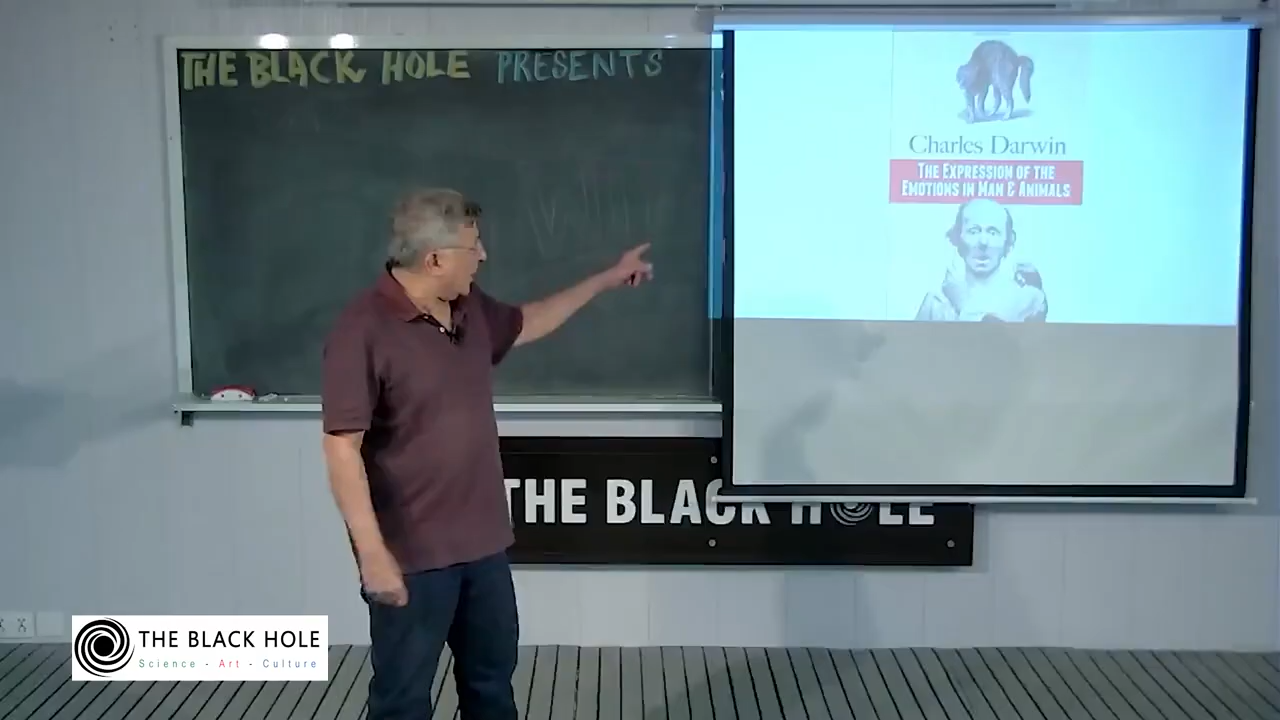 THE BLACK HOLE PRESENTS
Charles Darwin
THE EXPRESSION OF THE
EMOTIONS IN MAN & ANIMALS
THE BLACK HOLE
THE BLACK HOLE
Science - Art - Culture